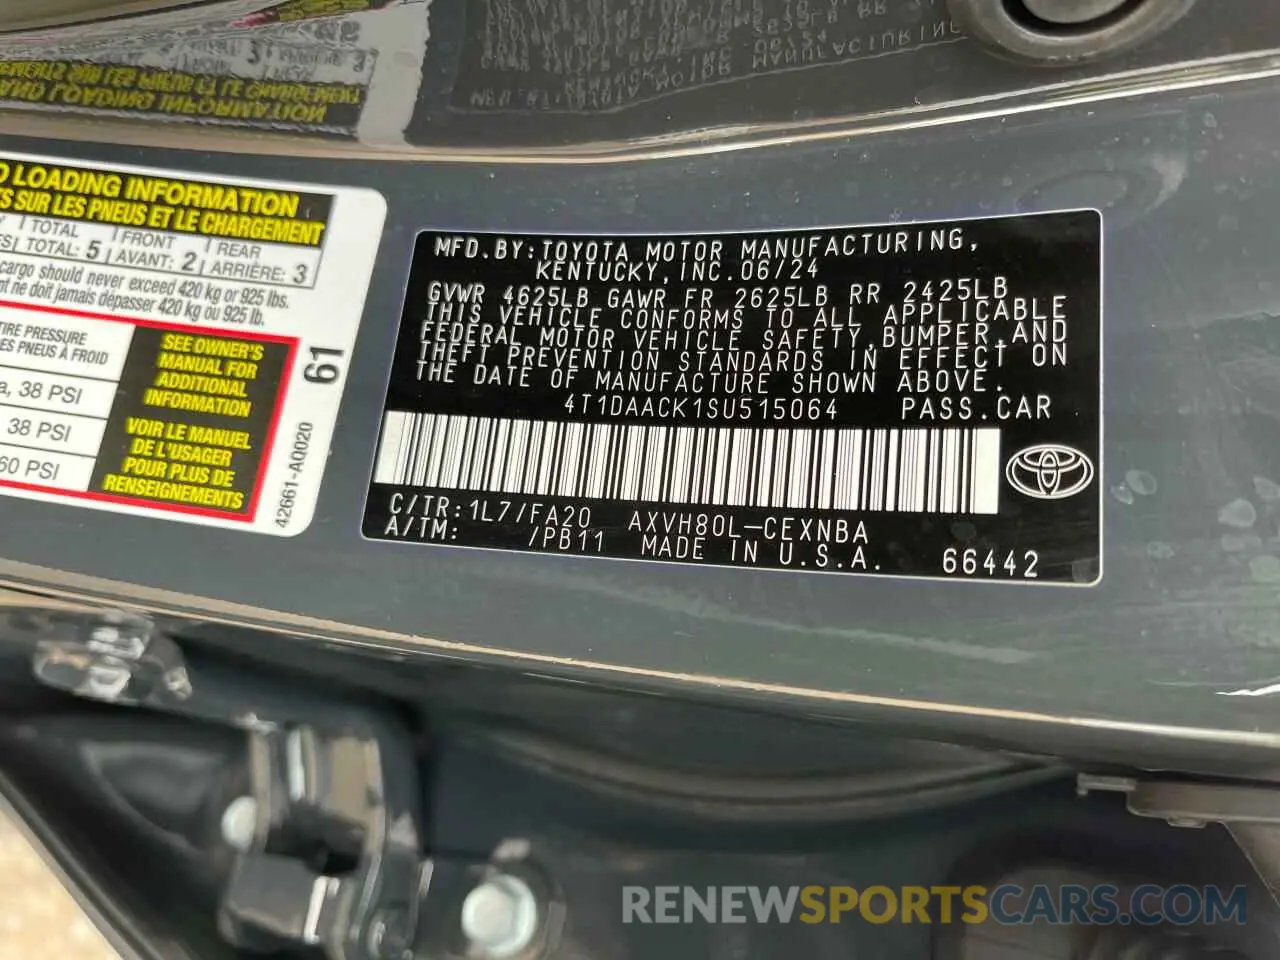 D LOADING INFORMATION
TS SUR LES PNEUS ET LE CHARGEMENT
TOTAL FRONT REAR
TOTAL: 5 AVANT: 2 ARRIÈRE: 3
cargo should never exceed 420 kg or 925 lbs.
nt ne doit jamais dépasser 420 kg ou 925 lb.
TIRE PRESSURE
DES PNEUS À FROID
a, 38 PSI
38 PSI
60 PSI
SEE OWNER'S
MANUAL FOR
ADDITIONAL
INFORMATION
VOIR LE MANUEL
DE L'USAGER
POUR PLUS DE
RENSEIGNEMENTS
61
42661-A0020
MFD.BY:TOYOTA MOTOR MANUFACTURING,
KENTUCKY, INC.06/24
GVWR 4625LB GAWR FR 2625LB RR 2425LB
THIS VEHICLE CONFORMS TO ALL APPLICABLE
FEDERAL MOTOR VEHICLE SAFETY,BUMPER,AND
THEFT PREVENTION STANDARDS IN EFFECT ON
THE DATE OF MANUFACTURE SHOWN ABOVE.
4T1DAACK1SU515064 PASS.CAR
C/TR:1L7/FA20 AXVH80L-CEXNBA
A/TM: /PB11 MADE IN U.S.A. 66442
RENEWSPORTSCARS.COM